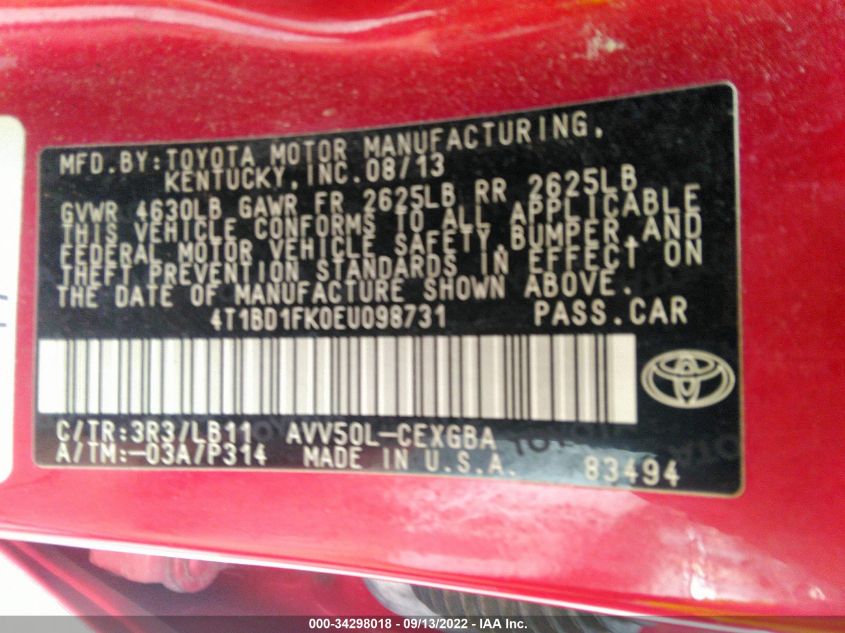 MFD.BY:TOYOTA MOTOR MANUFACTURING,
KENTUCKY,INC.08/13
GVWR 4630LB GAWR FR 2625LB RR 2625LB
THIS VEHICLE CONFORMS TO ALL APPLICABLE
FEDERAL MOTOR VEHICLE SAFETY,BUMPER,AND
THEFT PREVENTION STANDARDS IN EFFECT ON
THE DATE OF MANUFACTURE SHOWN ABOVE.
4T1BD1FK0EU098731 PASS.CAR
C/TR:3R3/LB11 AVV50L-CEXGBA
A/TM:-03A/P314 MADE IN U.S.A. 83494
000-34298018 - 09/13/2022 - IAA Inc.